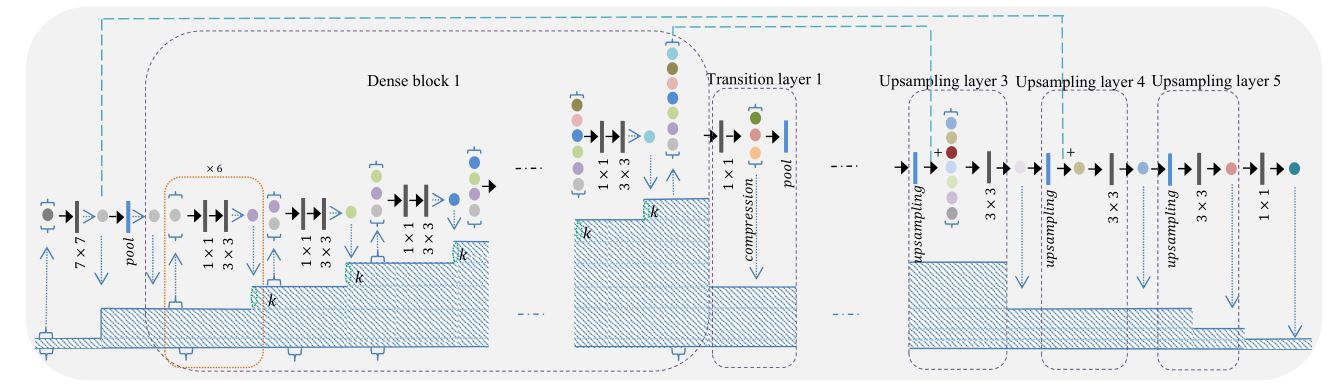 Dense block 1
Transition layer 1
Upsampling layer 3
Upsampling layer 4
Upsampling layer 5
× 6
7 × 7
pool
1 × 1
3 × 3
k
1 × 1
3 × 3
k
1 × 1
3 × 3
k
1 × 1
3 × 3
k
k
1 × 1
compression
pool
upsampling
+
3 × 3
upsampling
+
3 × 3
upsampling
3 × 3
1 × 1